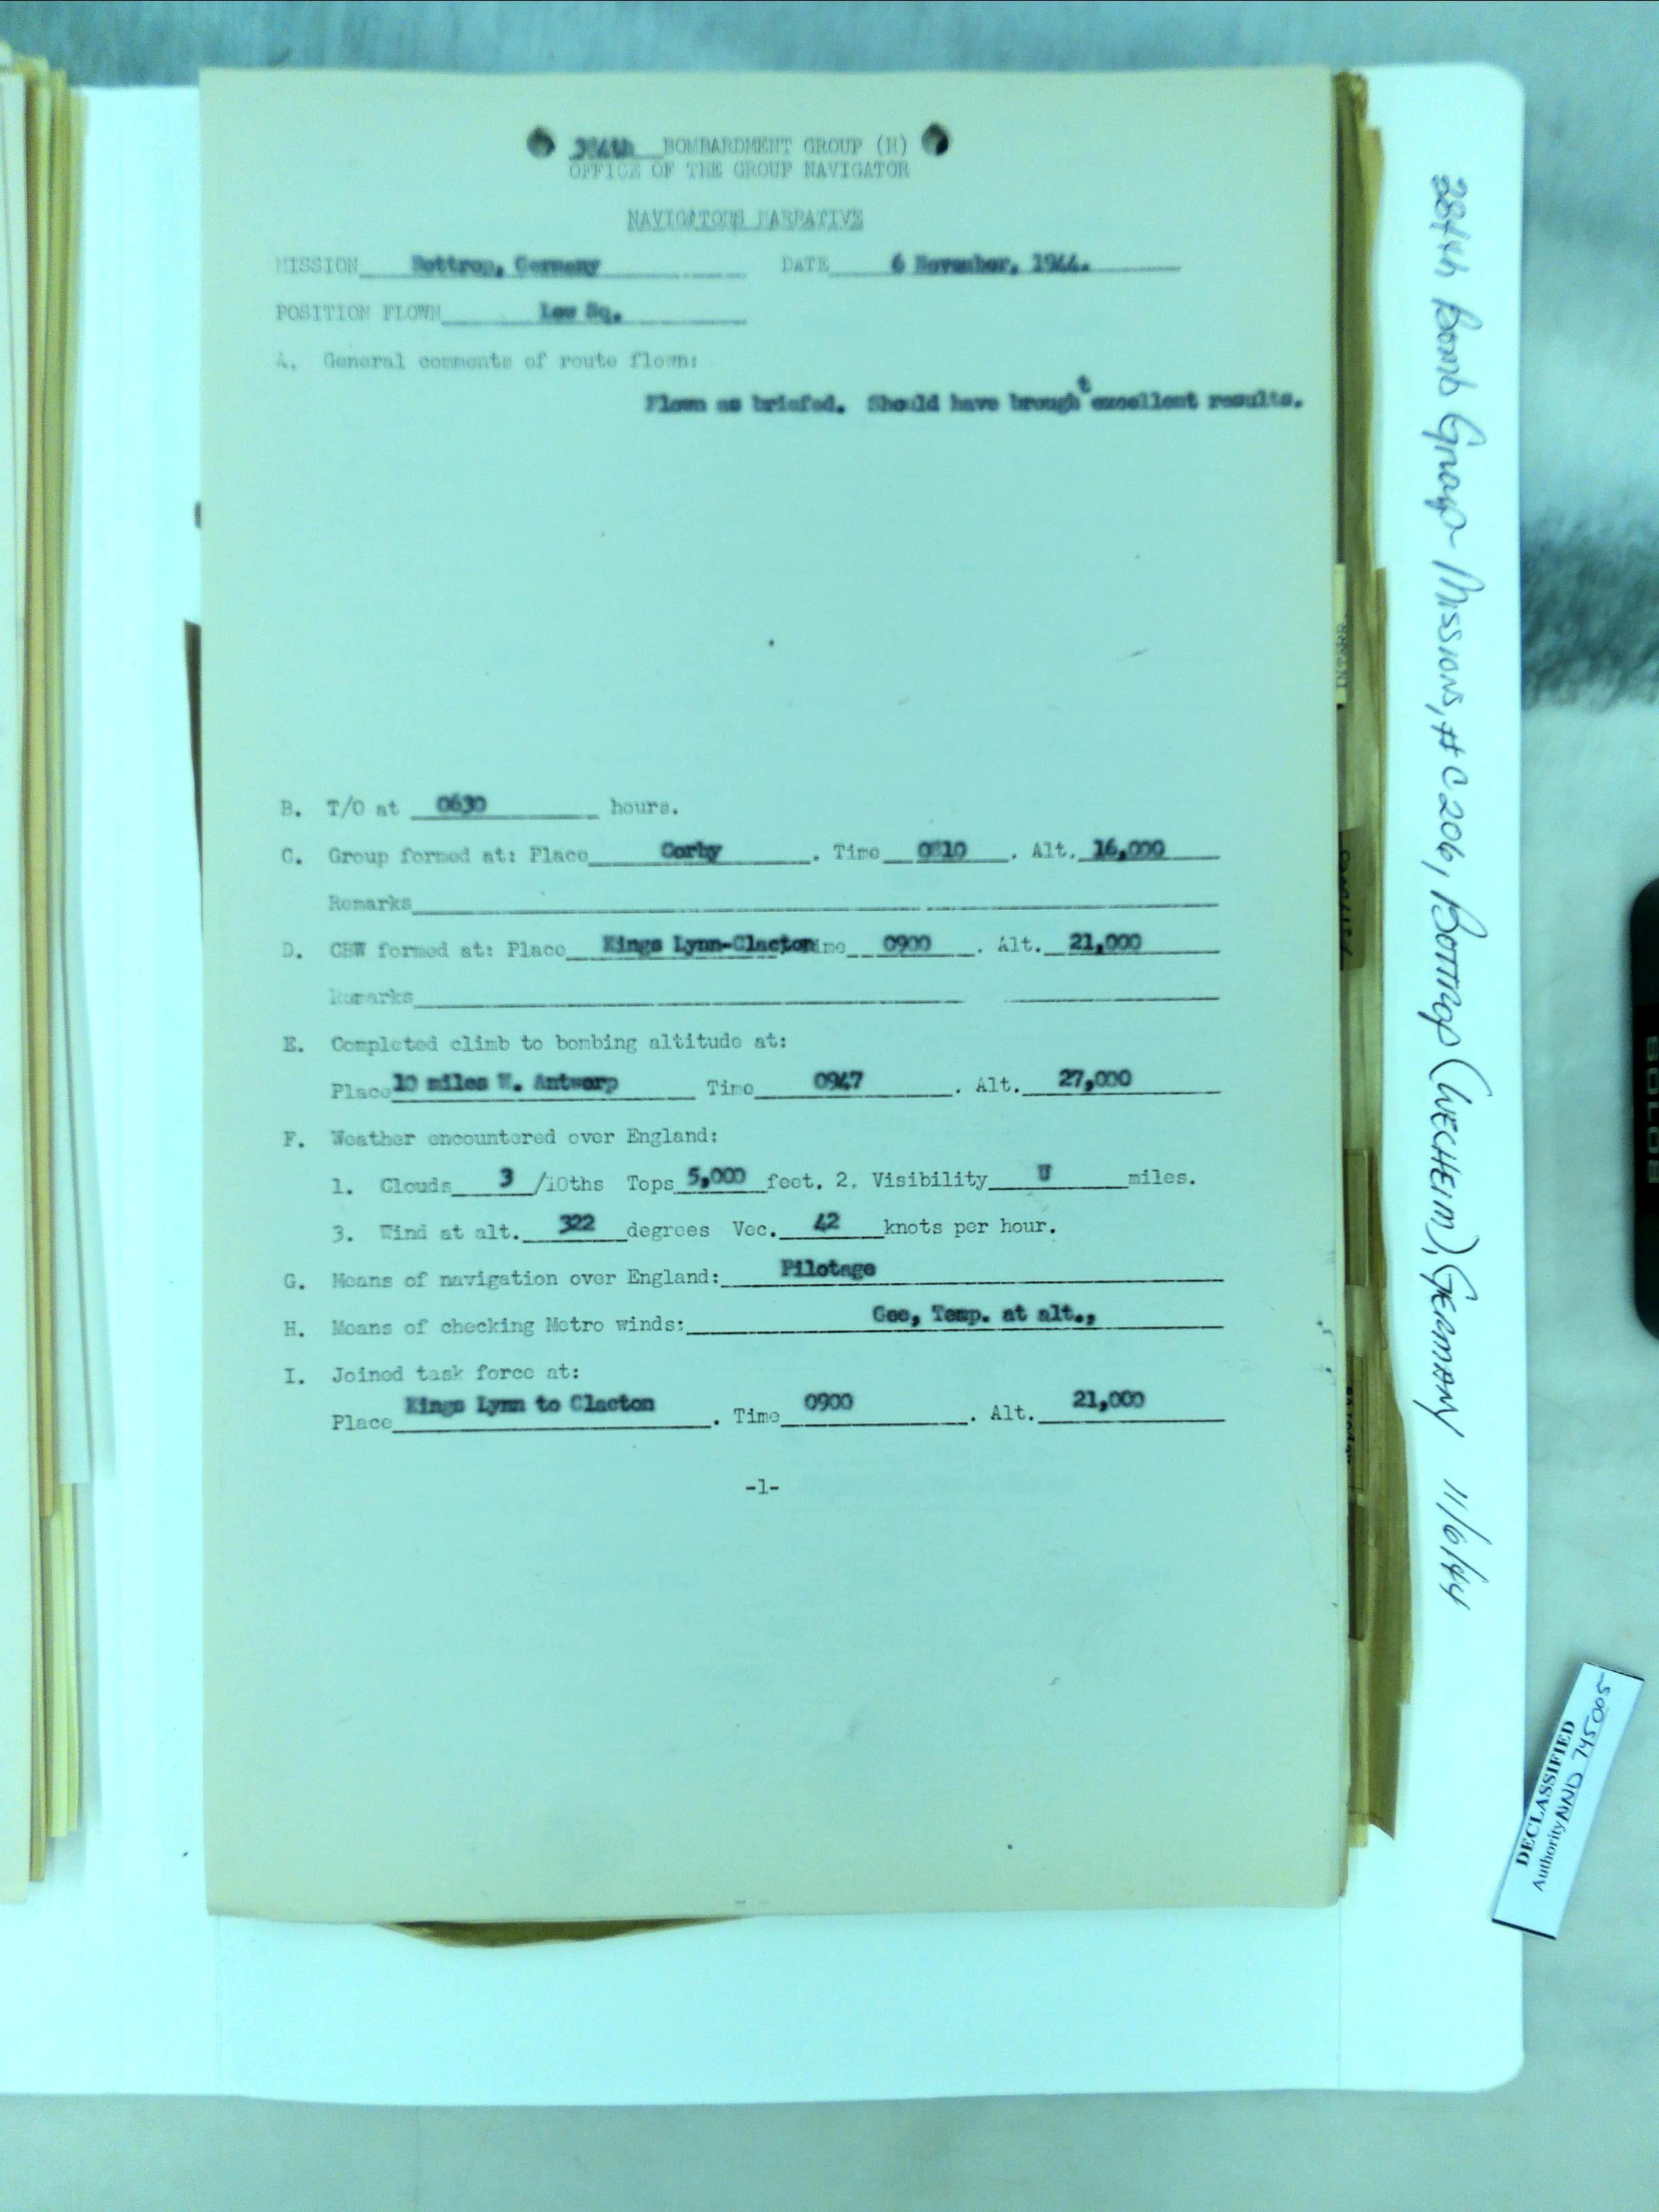 384th BOMBARDMENT GROUP (H)
OFFICE OF THE GROUP NAVIGATOR
NAVIGATORS NARRATIVE
MISSION Bottrop, Germany DATE 6 November, 1944.
POSITION FLOWN Low Sq.
A. General comments of route flown:
Flown as briefed. Should have brought excellent results.
B. T/O at 0630 hours.
C. Group formed at: Place Corby . Time 0810 . Alt. 16,000
Remarks
D. CBW formed at: Place Kings Lynn-Clacton Time 0900 . Alt. 21,000
Remarks
E. Completed climb to bombing altitude at:
Place 10 miles W. Antwerp Time 0947 . Alt. 27,000
F. Weather encountered over England:
1. Clouds 3 /10ths Tops 5,000 feet. 2. Visibility U miles.
3. Wind at alt. 322 degrees Vec. 42 knots per hour.
G. Means of navigation over England: Pilotage
H. Means of checking Metro winds: Gee, Temp. at alt.,
I. Joined task force at:
Place Kings Lynn to Clacton . Time 0900 . Alt. 21,000
-1-
384th Bomb Group Missions, #C206, Bottrop (Welheim), Germany 11/6/44
DECLASSIFIED
Authority NND 745005